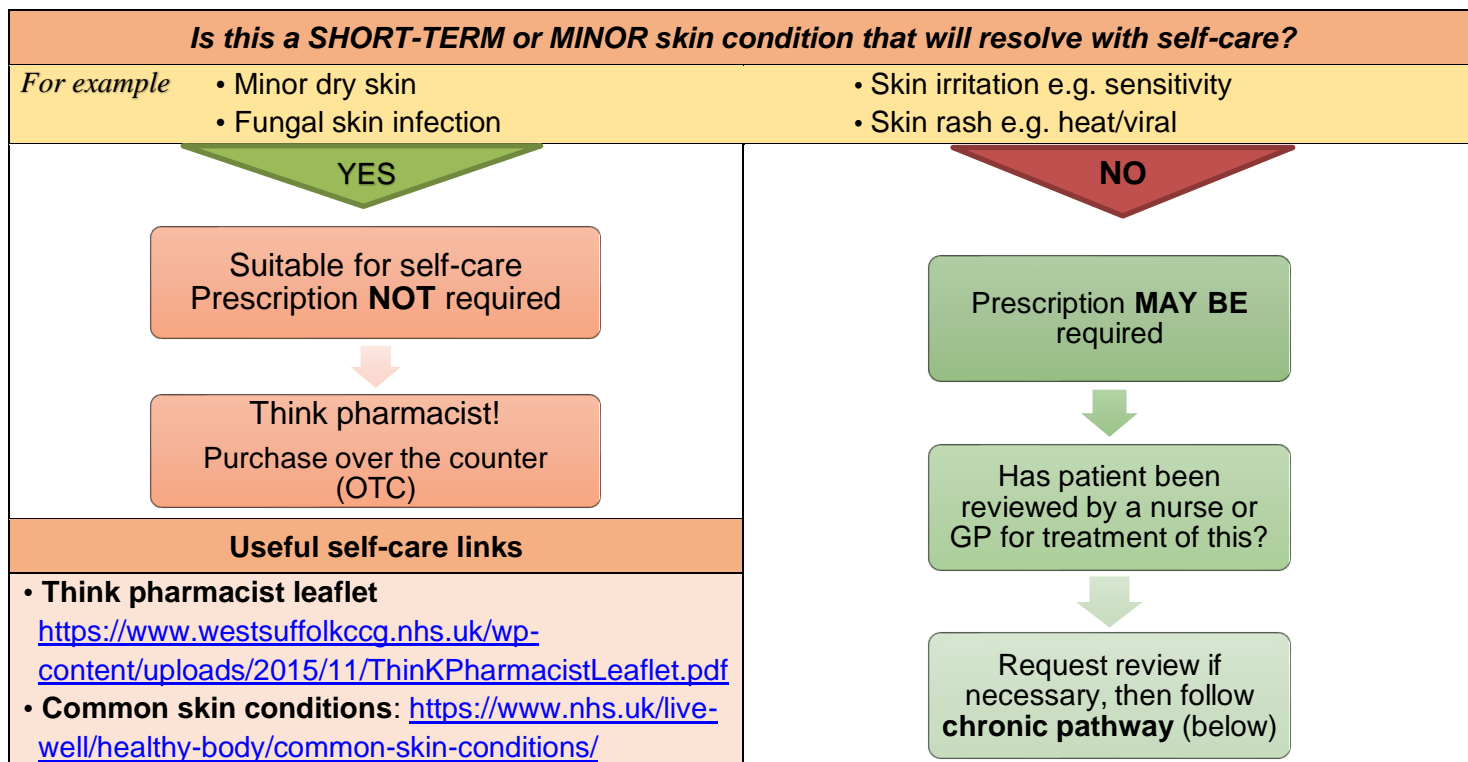 Is this a SHORT-TERM or MINOR skin condition that will resolve with self-care?
For example
• Minor dry skin
• Fungal skin infection
• Skin irritation e.g. sensitivity
• Skin rash e.g. heat/viral
YES
Suitable for self-care
Prescription NOT required
Think pharmacist!
Purchase over the counter
(OTC)
Useful self-care links
• Think pharmacist leaflet
https://www.westsuffolkccg.nhs.uk/wp-
content/uploads/2015/11/ThinKPharmacistLeaflet.pdf
• Common skin conditions: https://www.nhs.uk/live-
well/healthy-body/common-skin-conditions/
NO
Prescription MAY BE
required
Has patient been
reviewed by a nurse or
GP for treatment of this?
Request review if
necessary, then follow
chronic pathway (below)